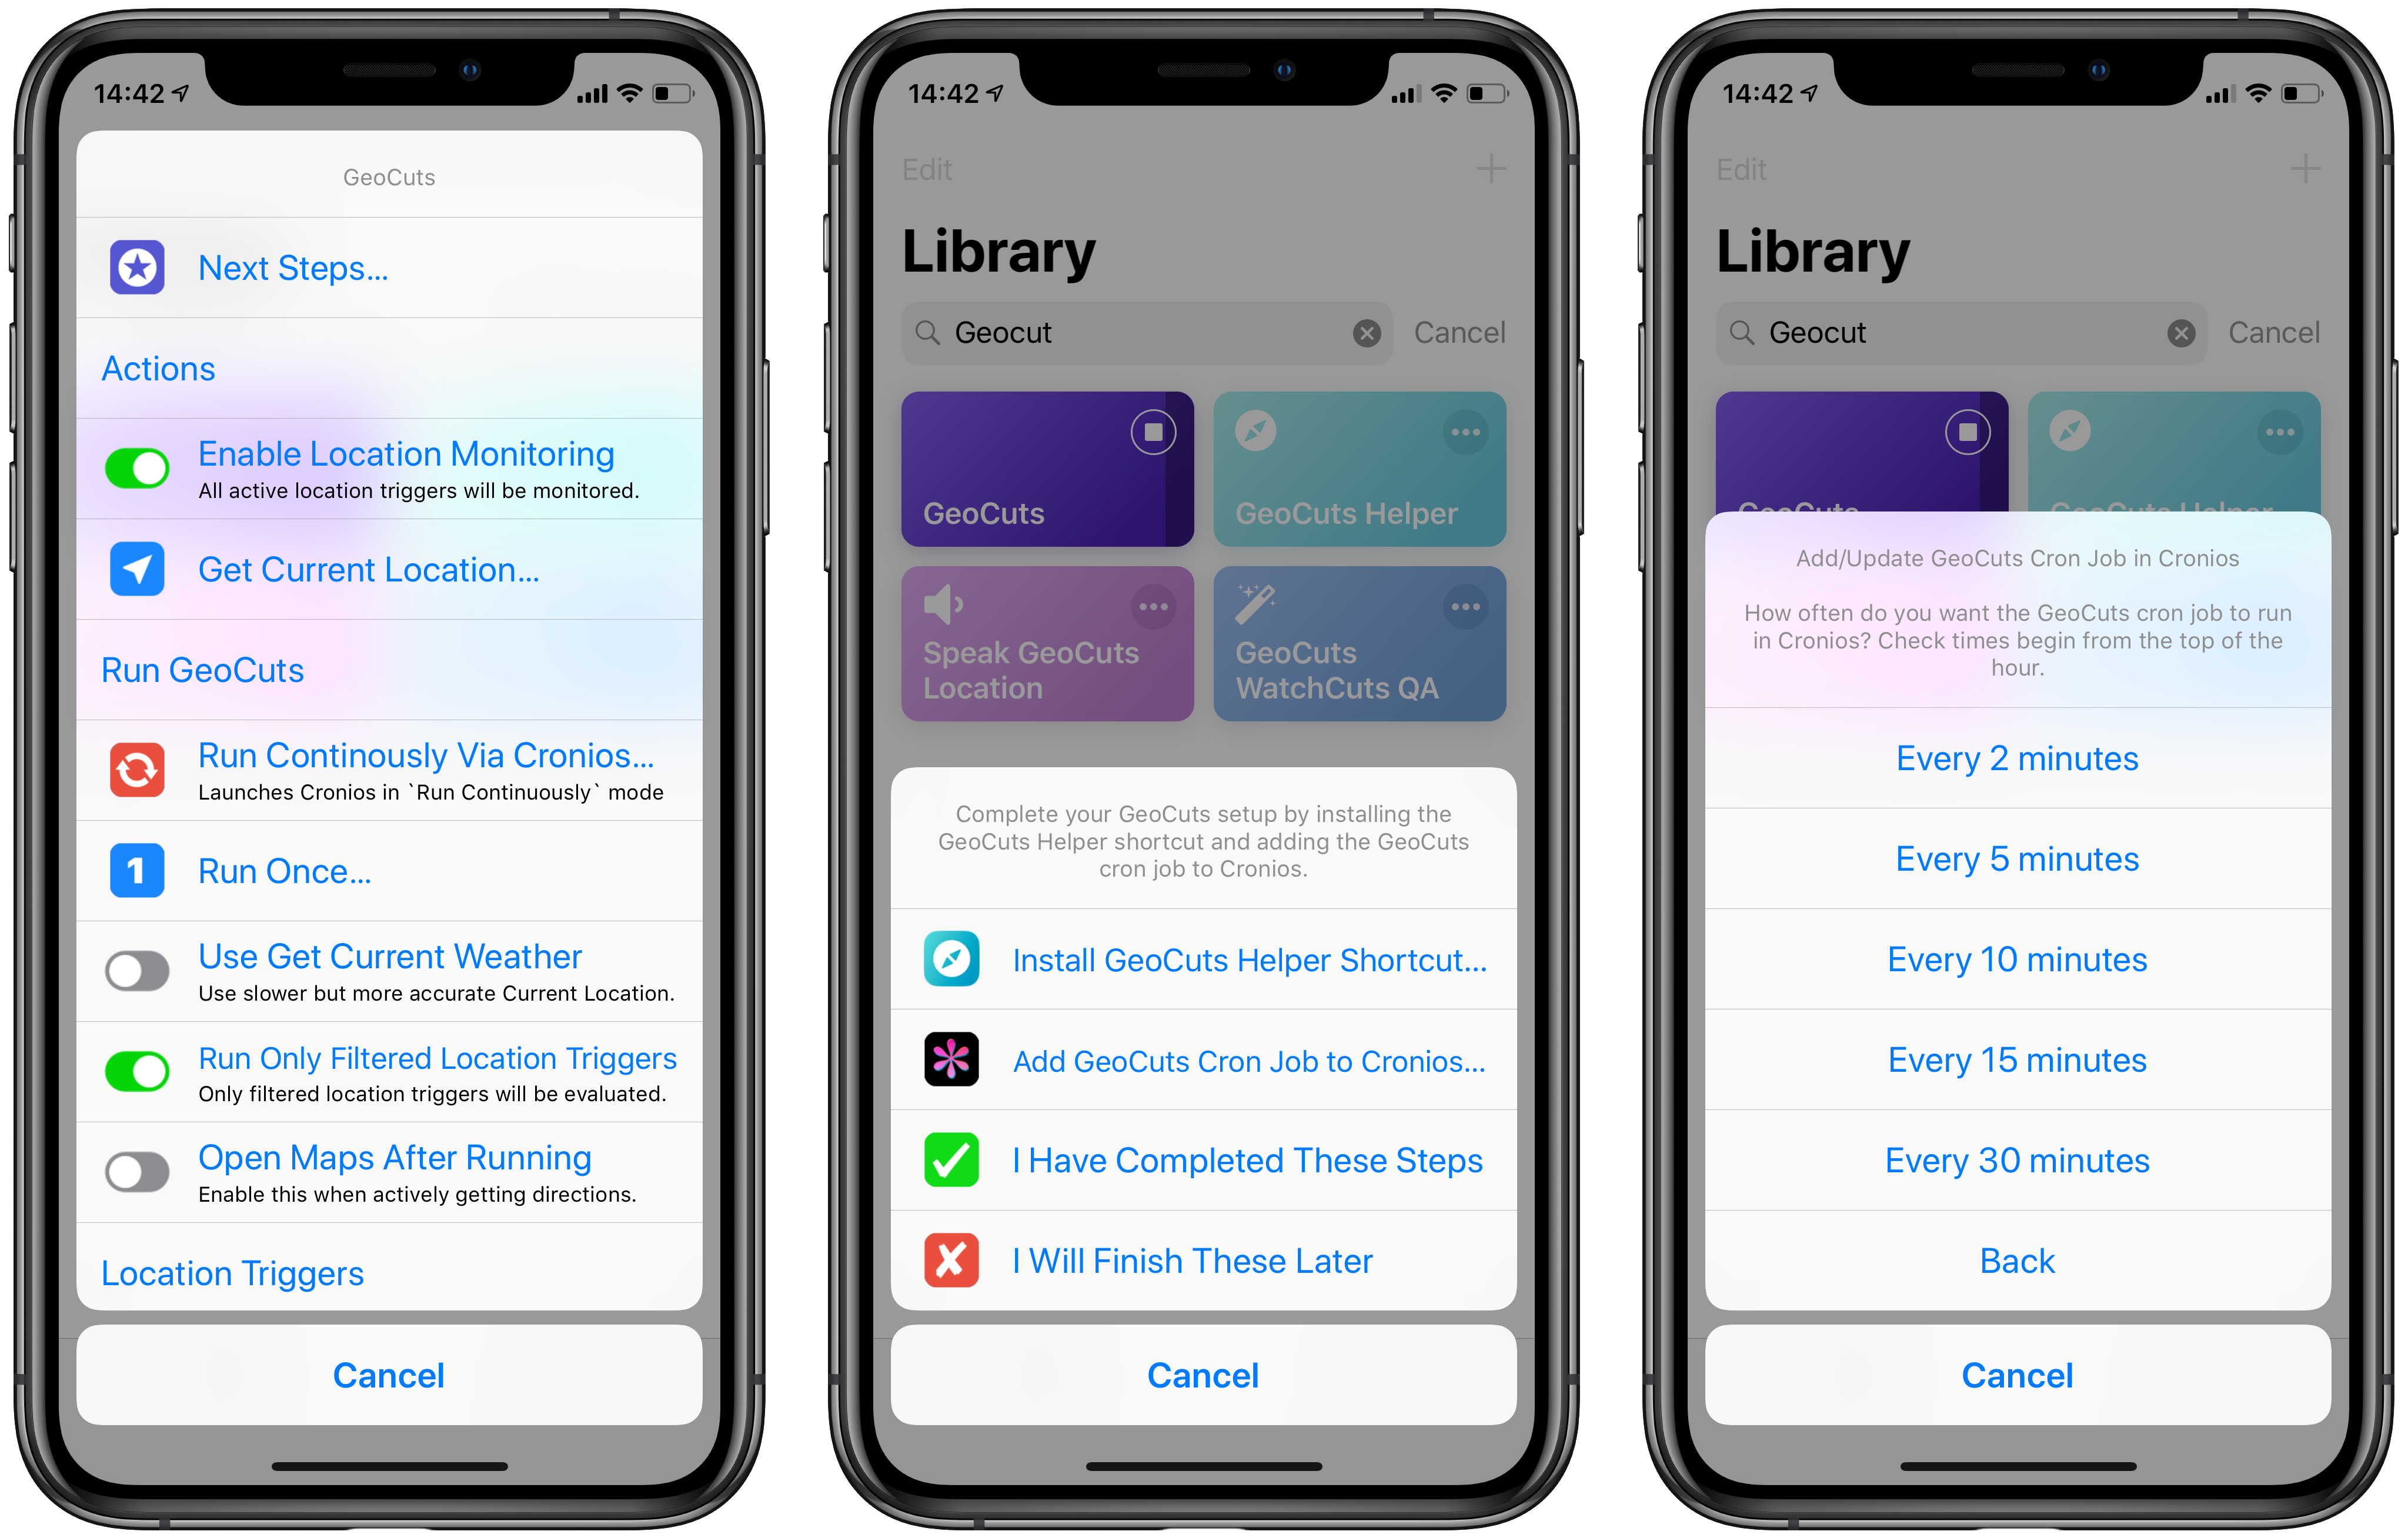 14:42
GeoCuts
Next Steps...
Actions
Enable Location Monitoring
All active location triggers will be monitored.
Get Current Location...
Run GeoCuts
Run Continously Via Cronios...
Launches Cronios in `Run Continuously` mode
1
Run Once...
Use Get Current Weather
Use slower but more accurate Current Location.
Run Only Filtered Location Triggers
Only filtered location triggers will be evaluated.
Open Maps After Running
Enable this when actively getting directions.
Location Triggers
Cancel
14:42
Edit
Library
Geocut
Cancel
GeoCuts
GeoCuts Helper
Speak GeoCuts
Location
GeoCuts
WatchCuts QA
Complete your GeoCuts setup by installing the
GeoCuts Helper shortcut and adding the GeoCuts
cron job to Cronios.
Install GeoCuts Helper Shortcut...
Add GeoCuts Cron Job to Cronios...
I Have Completed These Steps
I Will Finish These Later
Cancel
14:42
Edit
Library
Geocut
Cancel
GeoCuts
GeoCuts Helper
Add/Update GeoCuts Cron Job in Cronios
How often do you want the GeoCuts cron job to run
in Cronios? Check times begin from the top of the
hour.
Every 2 minutes
Every 5 minutes
Every 10 minutes
Every 15 minutes
Every 30 minutes
Back
Cancel